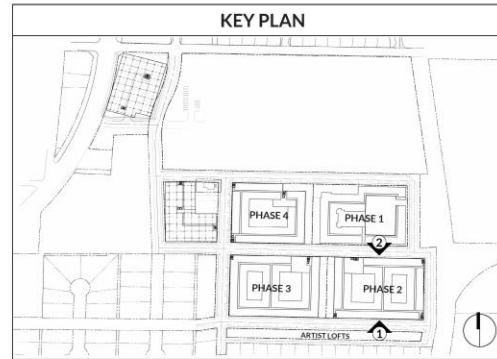 KEY PLAN
PHASE 4
PHASE 1
2
PHASE 3
PHASE 2
1
ARTIST LOFTS